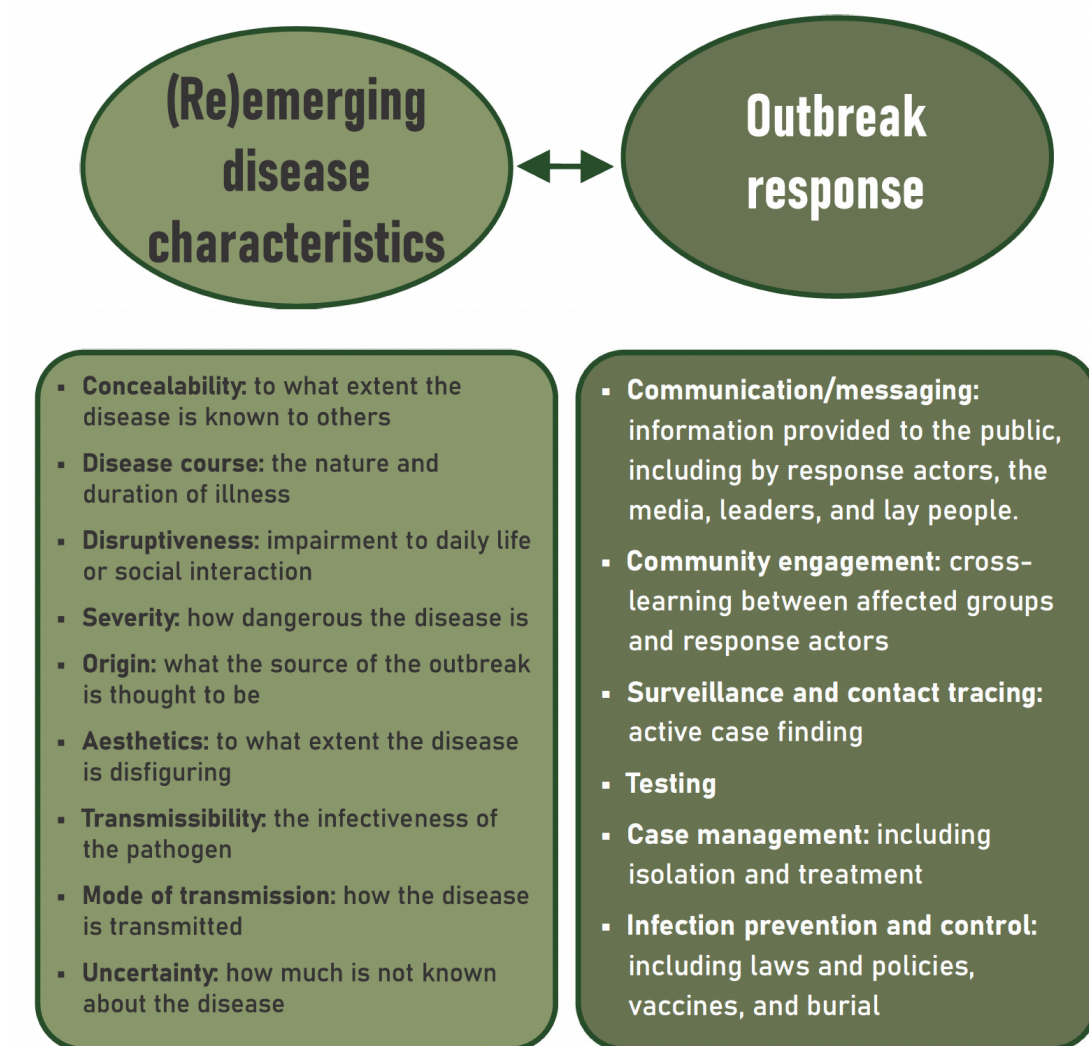 (Re)emerging
disease
characteristics
Outbreak
response
▪ Concealability: to what extent the
disease is known to others
▪ Disease course: the nature and
duration of illness
▪ Disruptiveness: impairment to daily life
or social interaction
▪ Severity: how dangerous the disease is
▪ Origin: what the source of the outbreak
is thought to be
▪ Aesthetics: to what extent the disease
is disfiguring
▪ Transmissibility: the infectiveness of
the pathogen
▪ Mode of transmission: how the disease
is transmitted
▪ Uncertainty: how much is not known
about the disease
▪ Communication/messaging:
information provided to the public,
including by response actors, the
media, leaders, and lay people.
▪ Community engagement: cross-
learning between affected groups
and response actors
▪ Surveillance and contact tracing:
active case finding
▪ Testing
▪ Case management: including
isolation and treatment
▪ Infection prevention and control:
including laws and policies,
vaccines, and burial